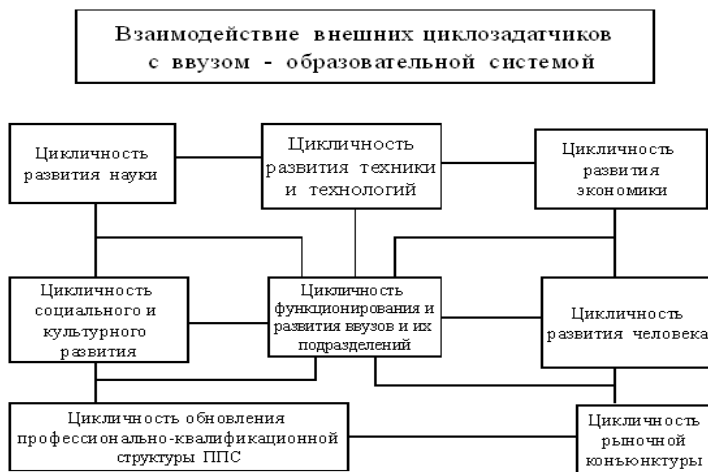 Взаимодействие внешних циклозадатчиков
с ввузом - образовательной системой
Цикличность
развития науки
Цикличность
развития техники
и технологий
Цикличность
развития
экономики
Цикличность
социального и
культурного
развития
Цикличность
функционирования и
развития ввузов и их
подразделений
Цикличность
развития человека
Цикличность обновления
профессионально-квалификационной
структуры ППС
Цикличность
рыночной
конъюнктуры